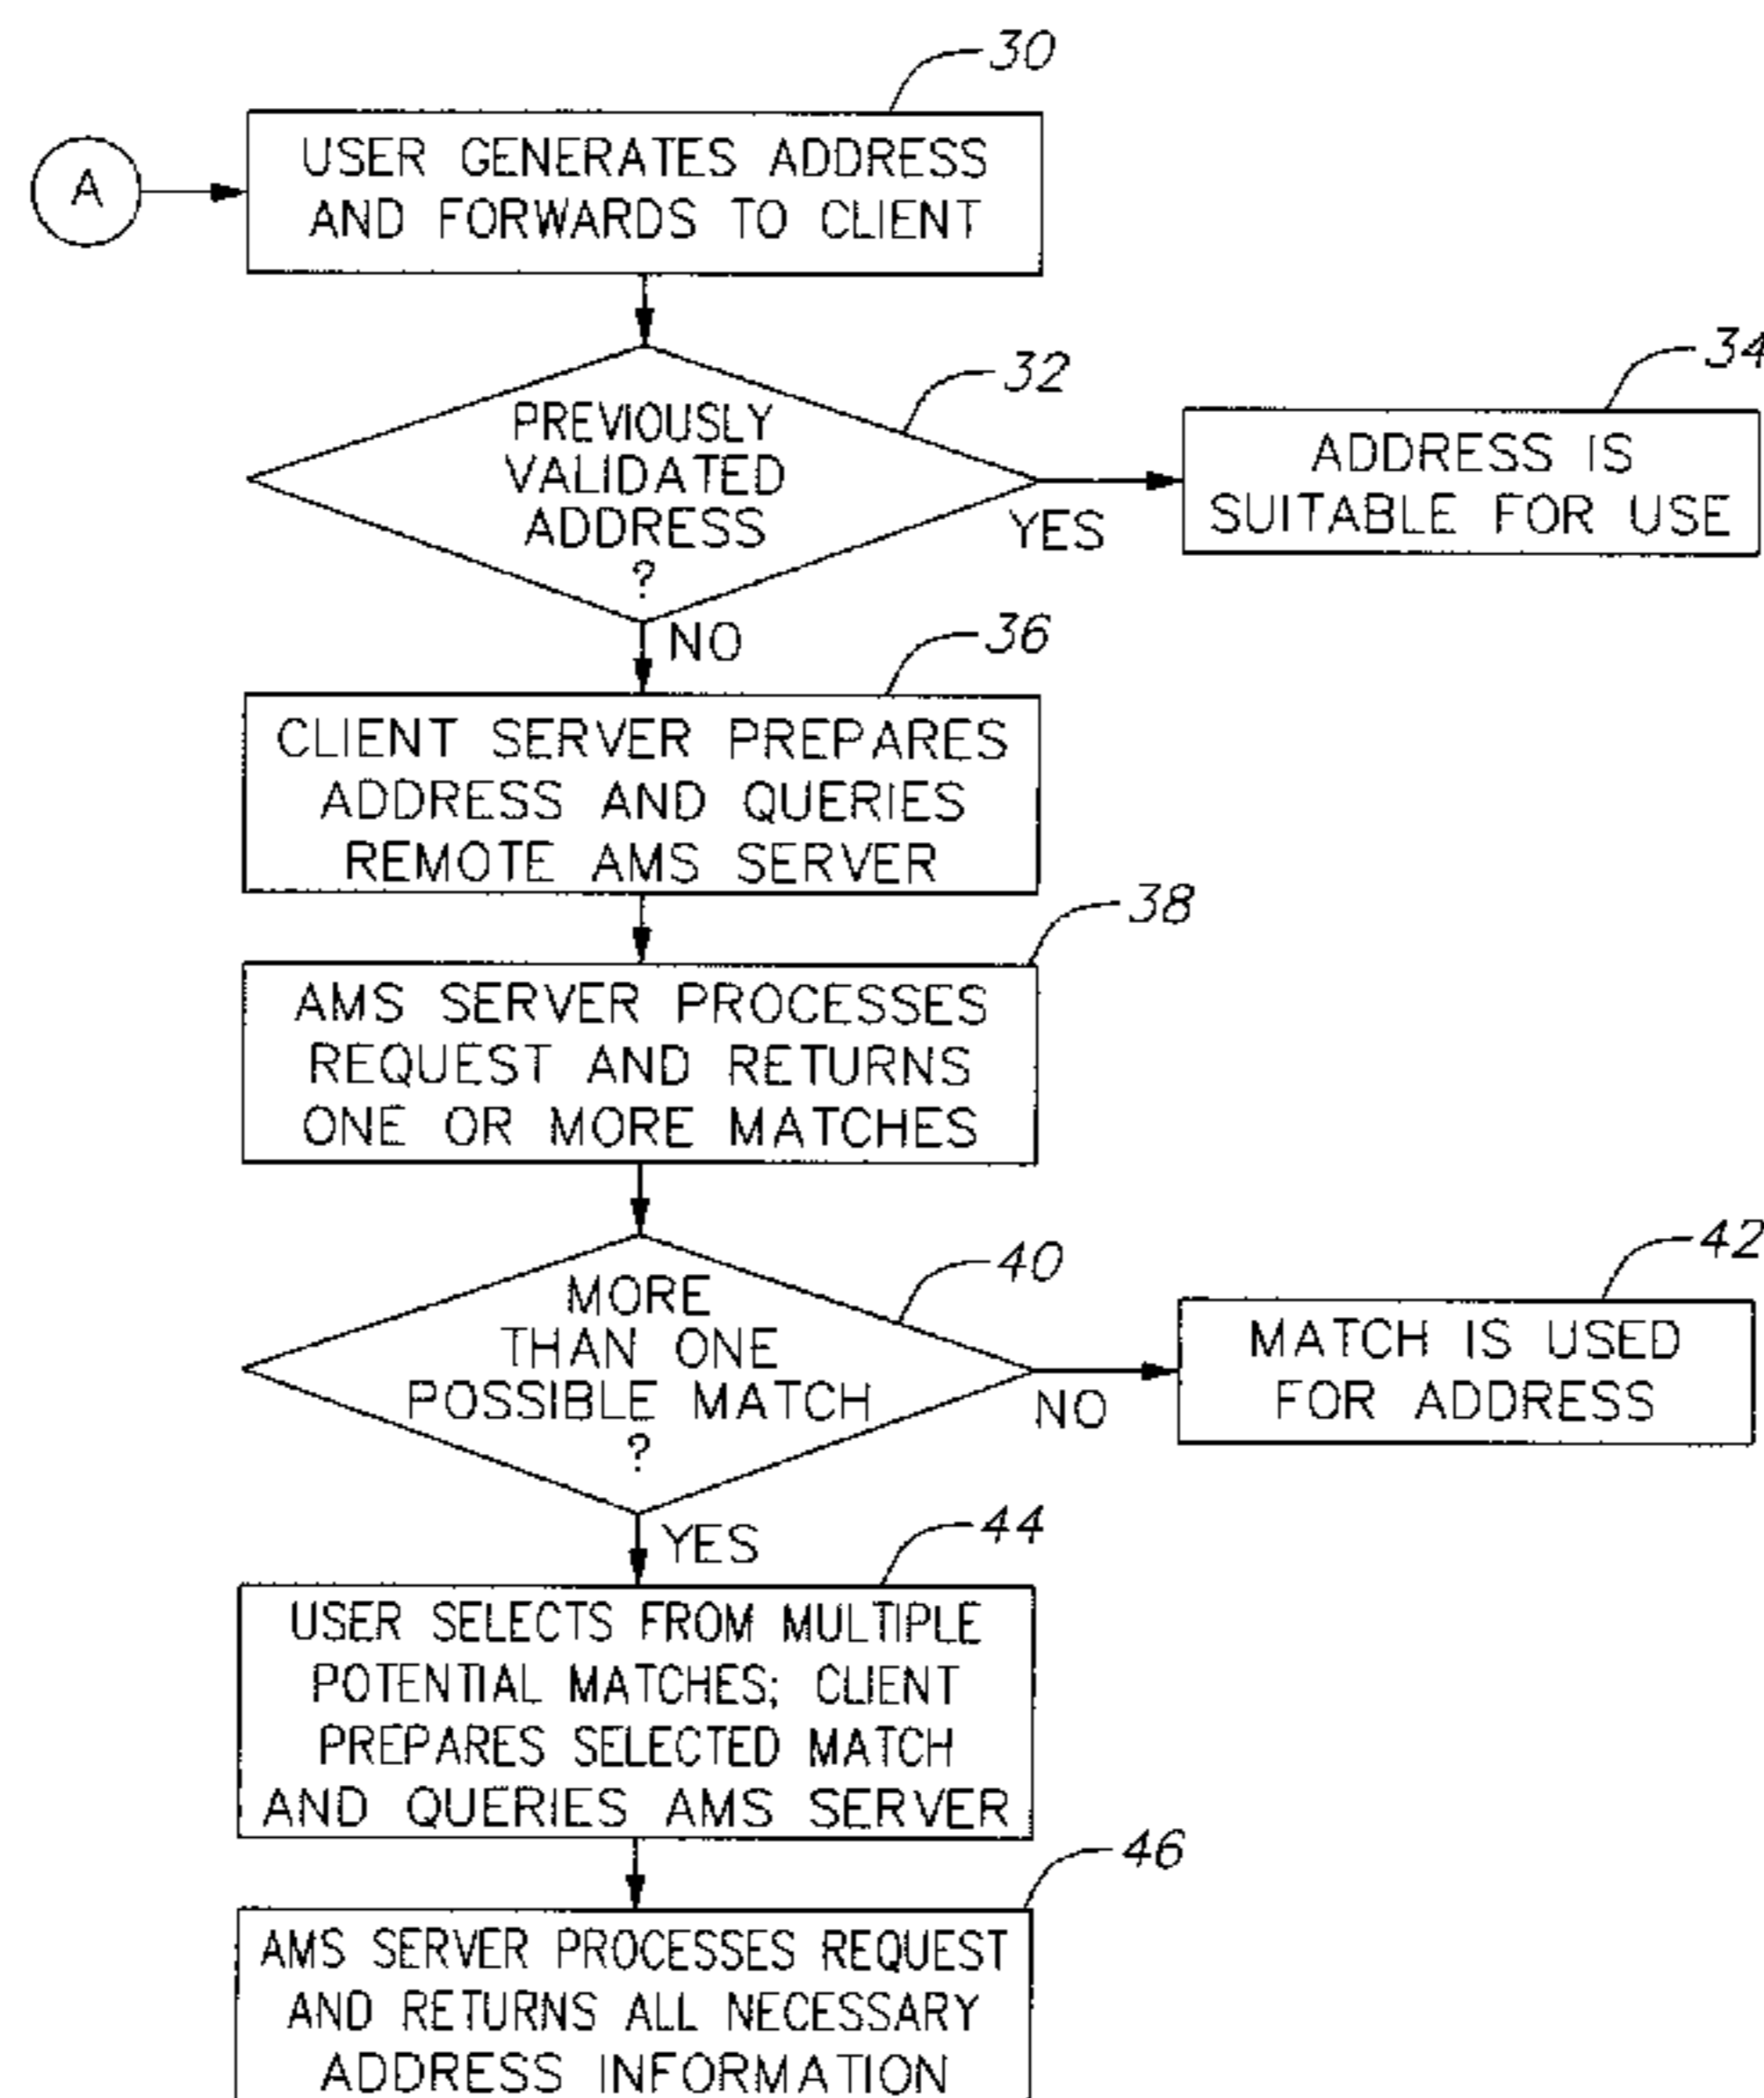 30
A
USER GENERATES ADDRESS
AND FORWARDS TO CLIENT
32
PREVIOUSLY
VALIDATED
ADDRESS
?
YES
34
ADDRESS IS
SUITABLE FOR USE
NO
36
CLIENT SERVER PREPARES
ADDRESS AND QUERIES
REMOTE AMS SERVER
38
AMS SERVER PROCESSES
REQUEST AND RETURNS
ONE OR MORE MATCHES
40
MORE
THAN ONE
POSSIBLE MATCH
?
NO
42
MATCH IS USED
FOR ADDRESS
YES
44
USER SELECTS FROM MULTIPLE
POTENTIAL MATCHES; CLIENT
PREPARES SELECTED MATCH
AND QUERIES AMS SERVER
46
AMS SERVER PROCESSES REQUEST
AND RETURNS ALL NECESSARY
ADDRESS INFORMATION